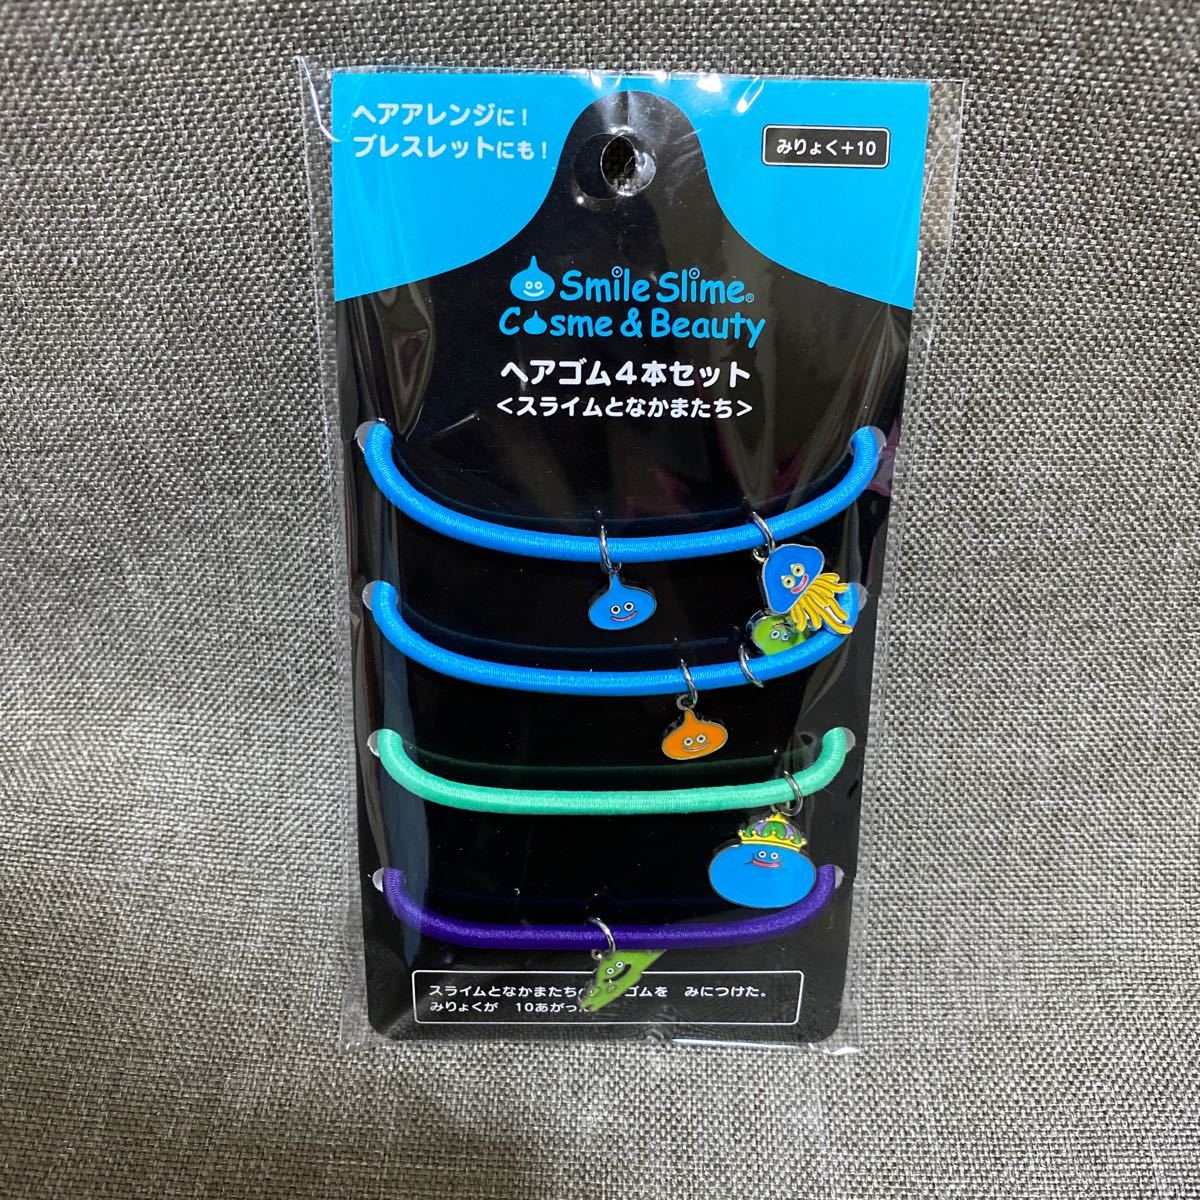 ヘアアレンジに!
ブレスレットにも!
みりょく+10
Smile Slime®
Cosme & Beauty
ヘアゴム4本セット
<スライムとなかまたち>
スライムとなかまたち ゴムを みにつけた。
みりょくが 10あがった